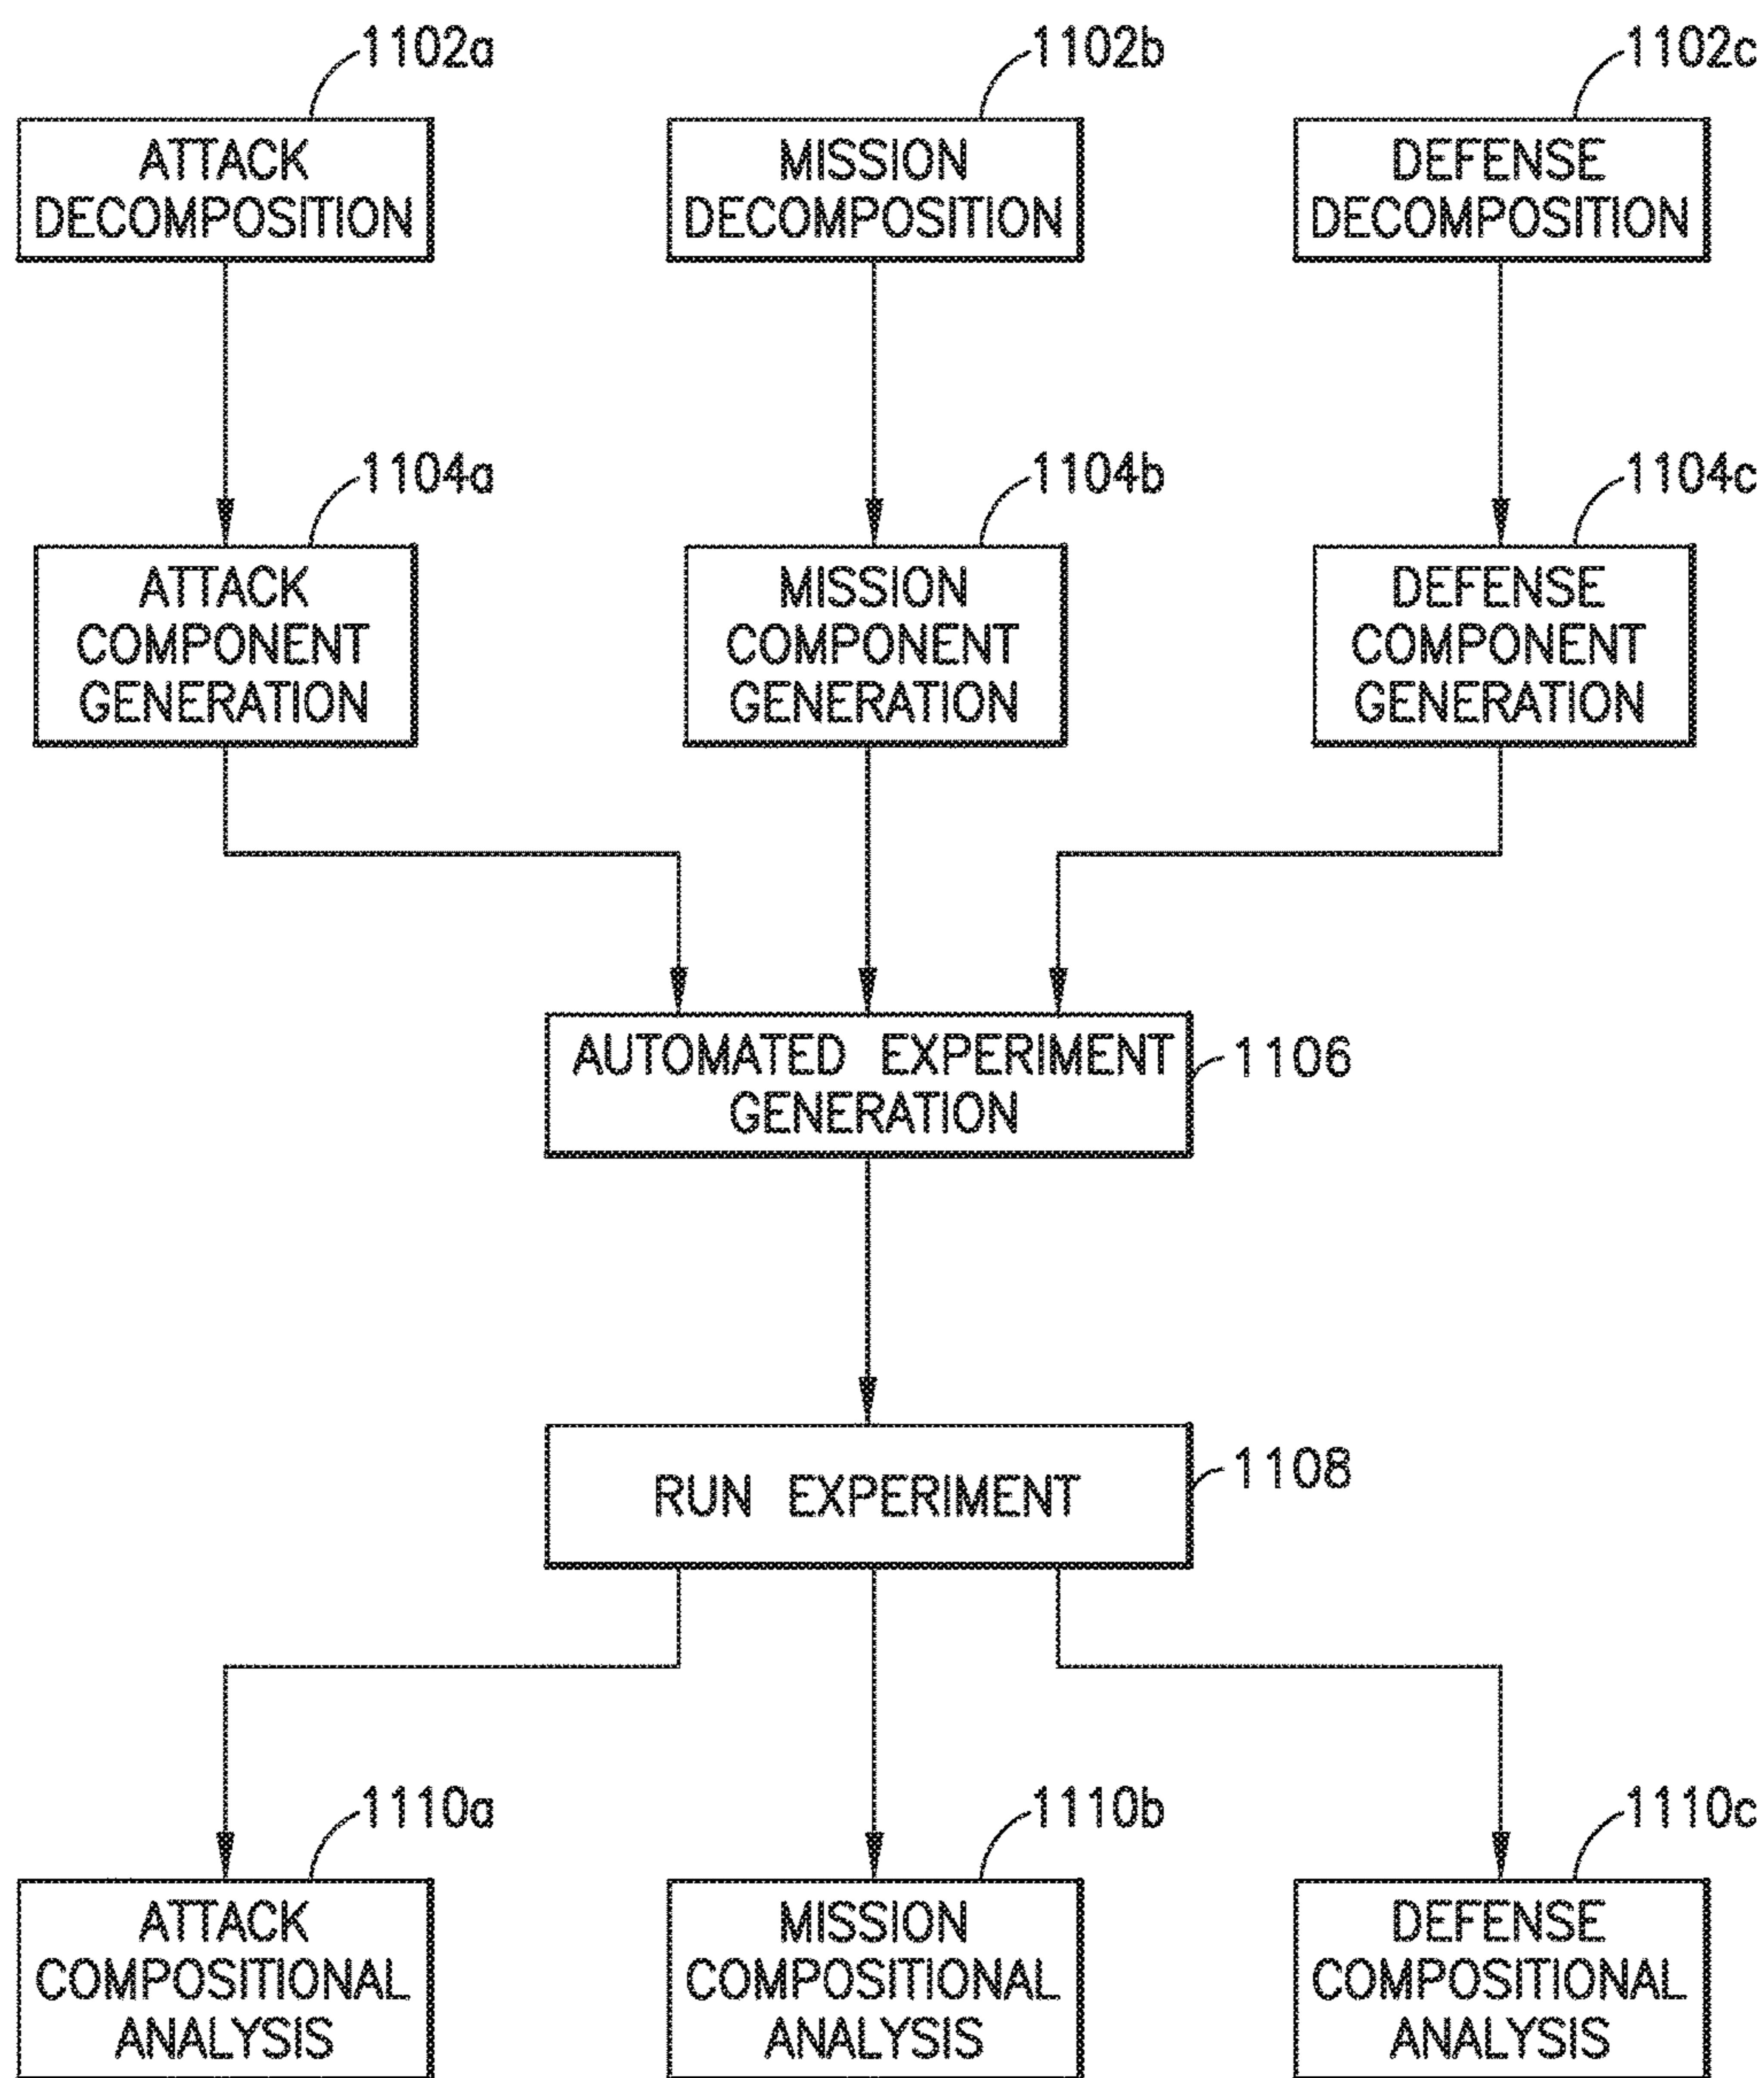 1102a
1102b
1102c
ATTACK
DECOMPOSITION
MISSION
DECOMPOSITION
DEFENSE
DECOMPOSITION
1104a
1104b
1104c
ATTACK
COMPONENT
GENERATION
MISSION
COMPONENT
GENERATION
DEFENSE
COMPONENT
GENERATION
AUTOMATED EXPERIMENT
GENERATION
1106
RUN EXPERIMENT
1108
1110a
1110b
1110c
ATTACK
COMPOSITIONAL
ANALYSIS
MISSION
COMPOSITIONAL
ANALYSIS
DEFENSE
COMPOSITIONAL
ANALYSIS